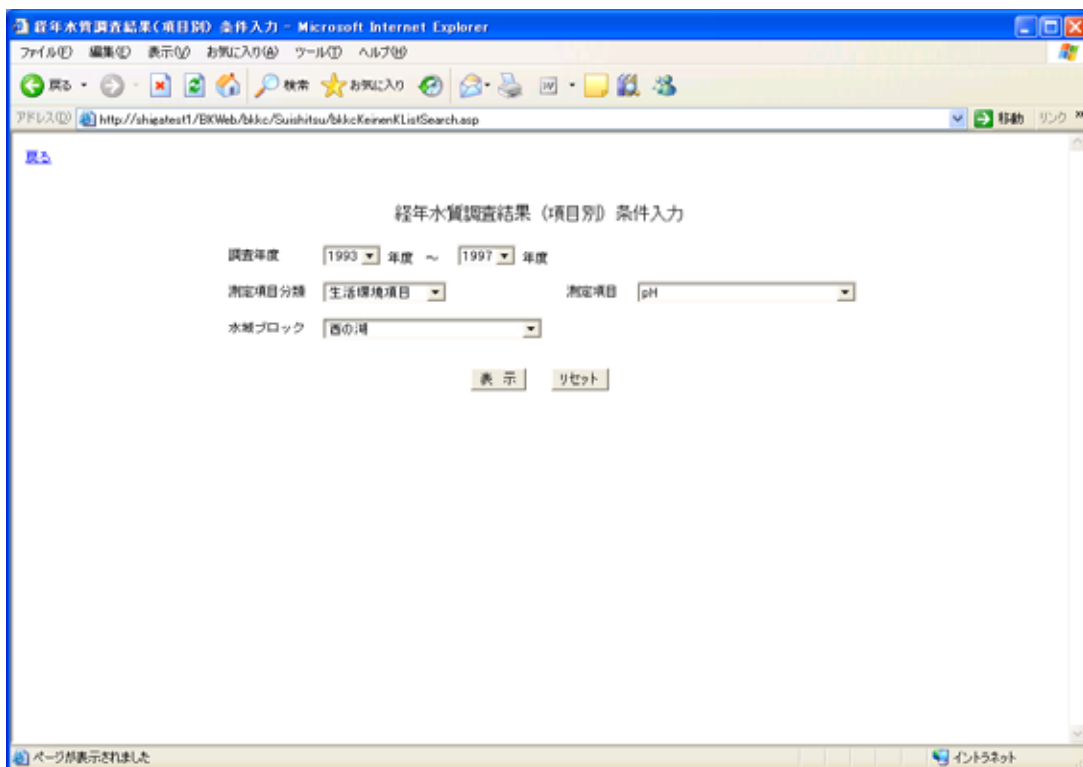 経年水質調査結果(項目別) 条件入力 - Microsoft Internet Explorer
ファイル(F) 編集(E) 表示(V) お気に入り(A) ツール(T) ヘルプ(H)
戻る 検索 お気に入り
アドレス(D) http://shigatest1/BKWeb/bkkc/Suishitsu/bkkcKeinenKListSearch.asp 移動 リンク »
戻る
経年水質調査結果（項目別）条件入力
調査年度 1993 年度 ～ 1997 年度
測定項目分類 生活環境項目 測定項目 pH
水域ブロック 西の湖
表 示 リセット
ページが表示されました イントラネット